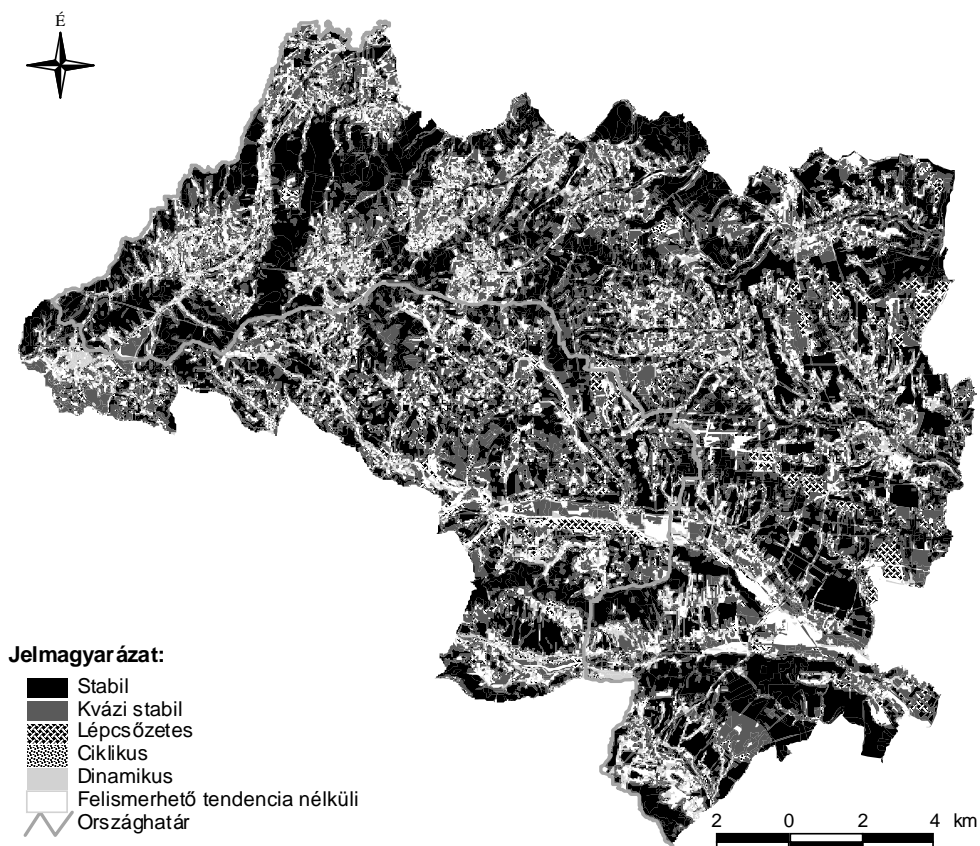 É
Jelmagyarázat:
Stabil
Kvázi stabil
Lépcsőzetes
Ciklikus
Dinamikus
Felismerhető tendencia nélküli
Országhatár
2 0 2 4 km